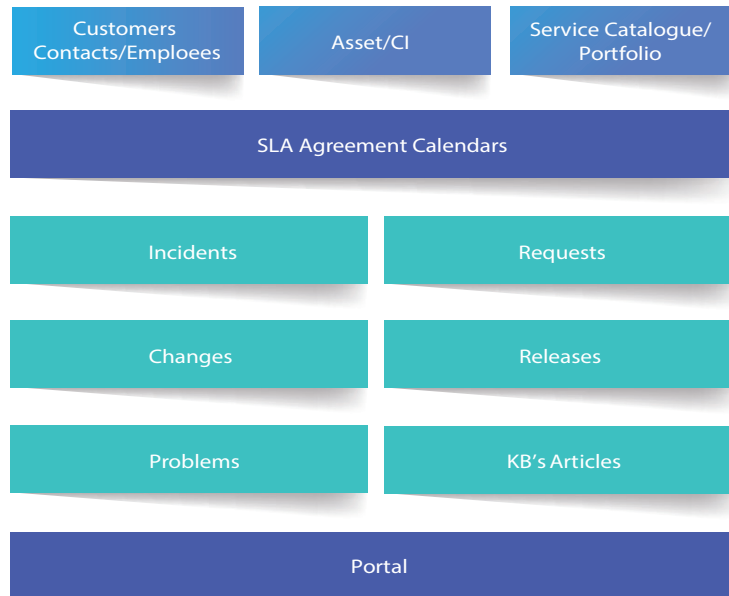 Customers
Contacts/Emploees
Asset/CI
Service Catalogue/
Portfolio
SLA Agreement Calendars
Incidents
Requests
Changes
Releases
Problems
KB's Articles
Portal